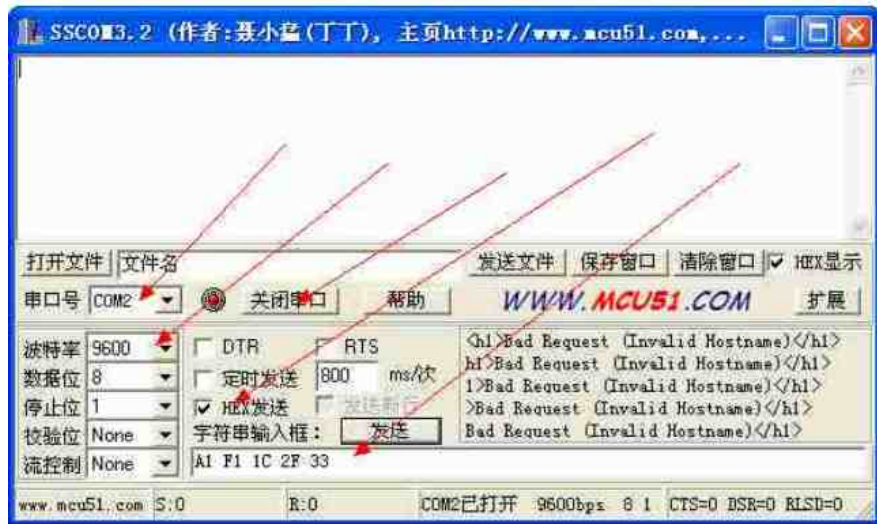 SSCOM3.2 (作者:聂小猛(丁丁), 主页http://www.mcu51.com,...
打开文件 文件名 发送文件 保存窗口 清除窗口 HEX显示
串口号 COM2 关闭串口 帮助 WWW.MCU51.COM 扩展
波特率 9600 DTR RTS
数据位 8 定时发送 800 ms/次
停止位 1 HEX发送 发送新行
校验位 None 字符串输入框: 发送
流控制 None A1 F1 1C 2F 33
<h1>Bad Request (Invalid Hostname)</h1>
h1>Bad Request (Invalid Hostname)</h1>
1>Bad Request (Invalid Hostname)</h1>
>Bad Request (Invalid Hostname)</h1>
Bad Request (Invalid Hostname)</h1>
www.mcu51.com S:0 R:0 COM2已打开 9600bps 8 1 CTS=0 DSR=0 RLSD=0